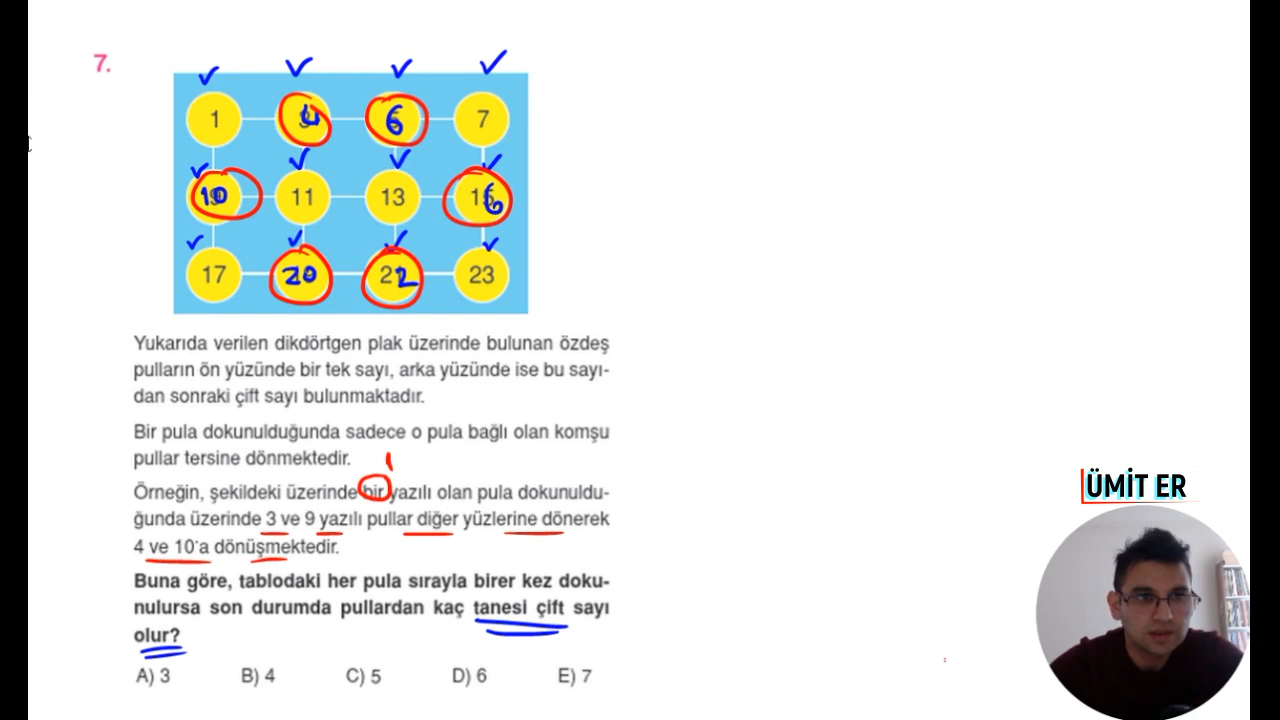 7.
1 4 6 7
10 11 13 6
17 20 2 23
Yukarıda verilen dikdörtgen plak üzerinde bulunan özdeş
pulların ön yüzünde bir tek sayı, arka yüzünde ise bu sayı-
dan sonraki çift sayı bulunmaktadır.
Bir pula dokunulduğunda sadece o pula bağlı olan komşu
pullar tersine dönmektedir.
1
Örneğin, şekildeki üzerinde bir yazılı olan pula dokunuldu-
ğunda üzerinde 3 ve 9 yazılı pullar diğer yüzlerine dönerek
4 ve 10'a dönüşmektedir.
Buna göre, tablodaki her pula sırayla birer kez doku-
nulursa son durumda pullardan kaç tanesi çift sayı
olur?
A) 3 B) 4 C) 5 D) 6 E) 7
ÜMİT ER